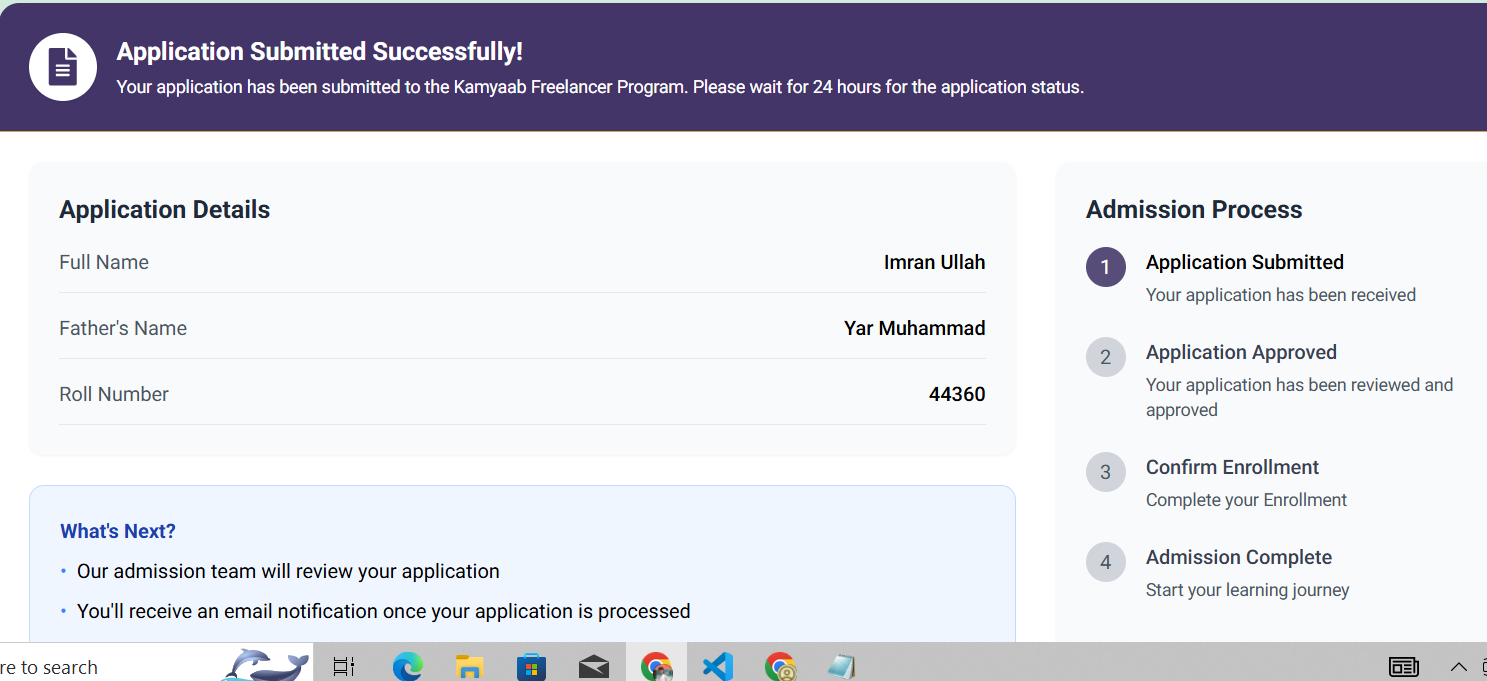 Application Submitted Successfully!
Your application has been submitted to the Kamyaab Freelancer Program. Please wait for 24 hours for the application status.
Application Details
Full Name
Imran Ullah
Father's Name
Yar Muhammad
Roll Number
44360
What's Next?
• Our admission team will review your application
• You'll receive an email notification once your application is processed
Admission Process
1
Application Submitted
Your application has been received
2
Application Approved
Your application has been reviewed and
approved
3
Confirm Enrollment
Complete your Enrollment
4
Admission Complete
Start your learning journey
re to search